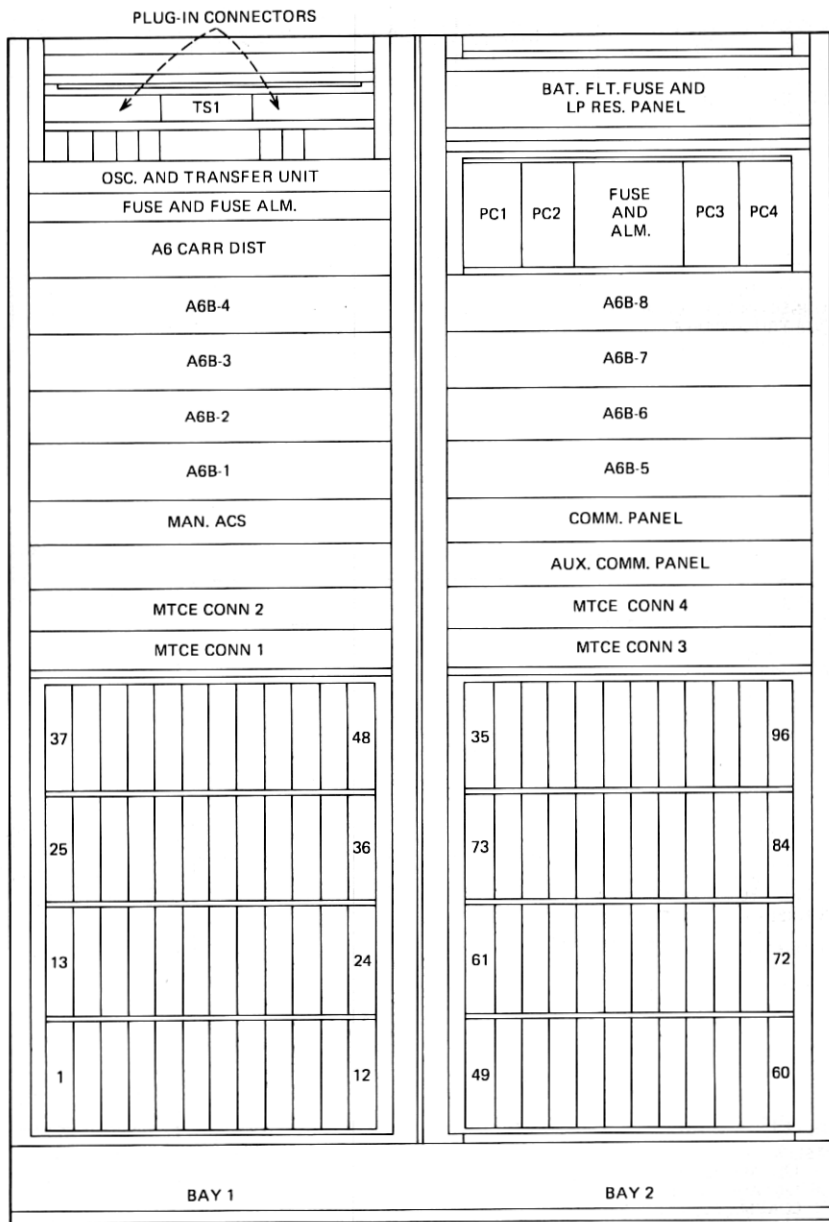 PLUG-IN CONNECTORS
TS1
OSC. AND TRANSFER UNIT
FUSE AND FUSE ALM.
A6 CARR DIST
A6B-4
A6B-3
A6B-2
A6B-1
MAN. ACS
MTCE CONN 2
MTCE CONN 1
37 48
25 36
13 24
1 12
BAY 1
BAT. FLT. FUSE AND
LP RES. PANEL
PC1 PC2
FUSE
AND
ALM.
PC3 PC4
A6B-8
A6B-7
A6B-6
A6B-5
COMM. PANEL
AUX. COMM. PANEL
MTCE CONN 4
MTCE CONN 3
35 96
73 84
61 72
49 60
BAY 2